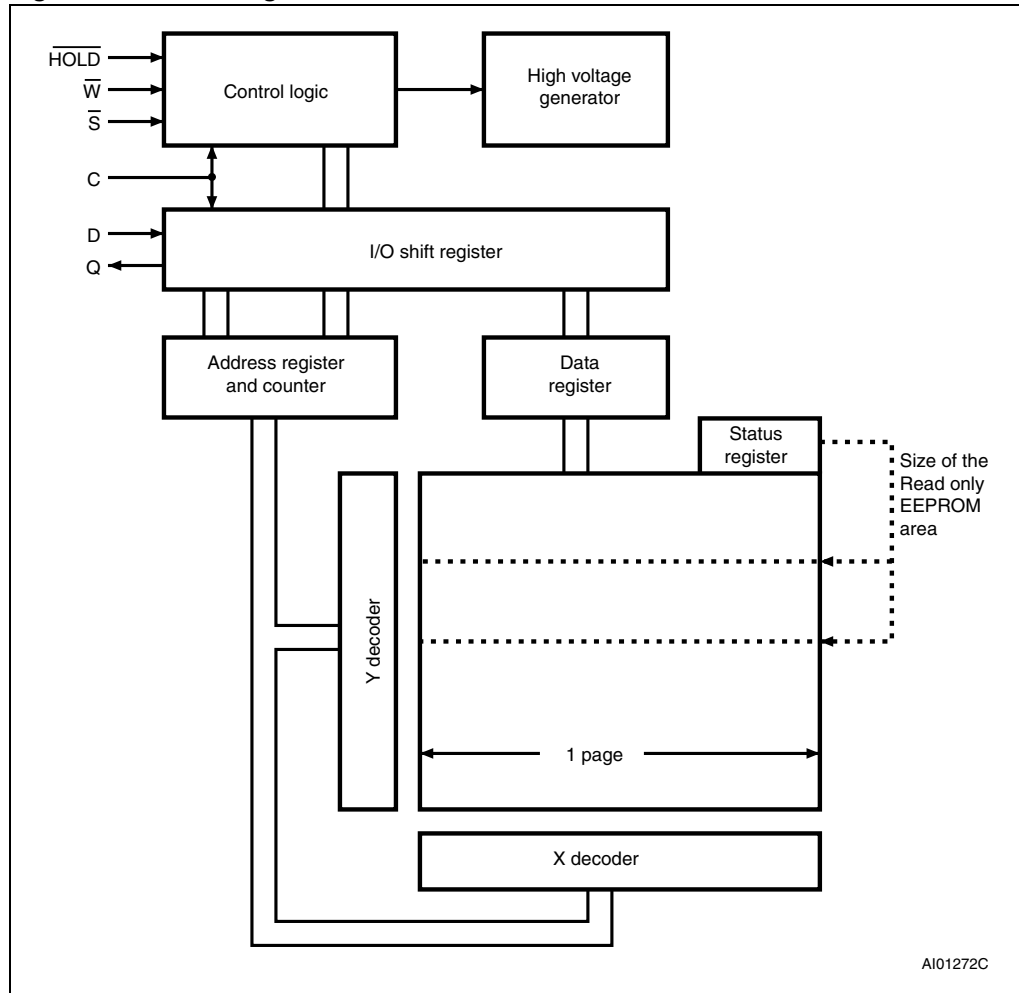 HOLD
W
S
C
D
Q
Control logic
High voltage
generator
I/O shift register
Address register
and counter
Data
register
Status
register
Size of the
Read only
EEPROM
area
Y decoder
1 page
X decoder
AI01272C